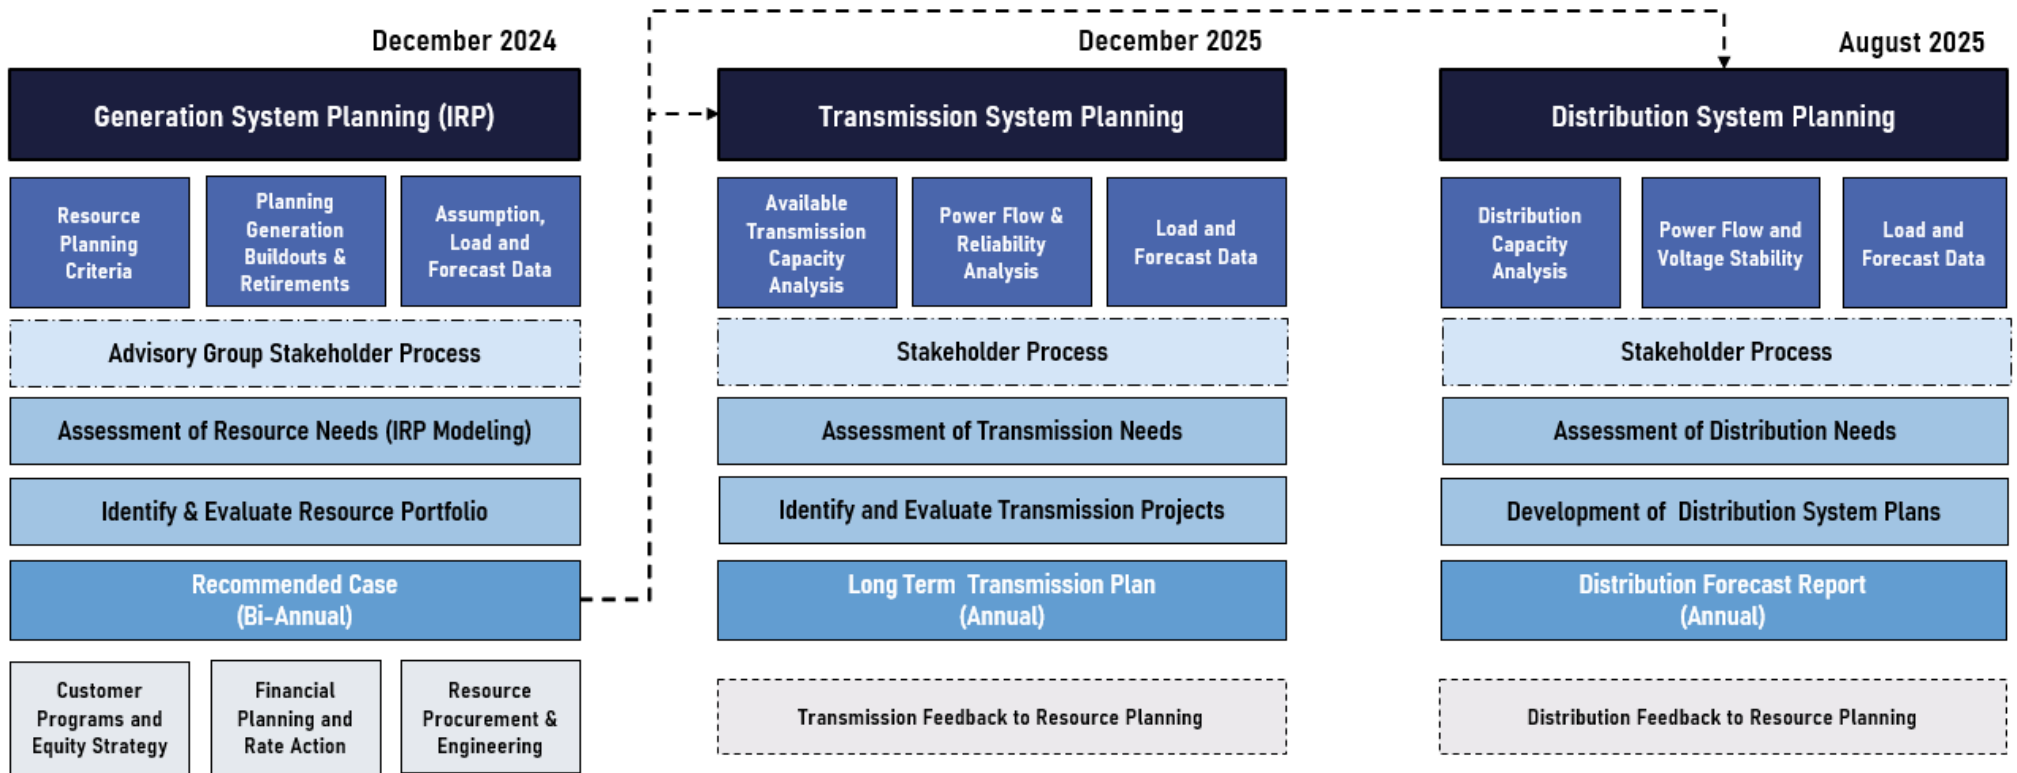 December 2024
December 2025
August 2025
Generation System Planning (IRP)
Resource
Planning
Criteria
Planning
Generation
Buildouts &
Retirements
Assumption,
Load and
Forecast Data
Advisory Group Stakeholder Process
Assessment of Resource Needs (IRP Modeling)
Identify & Evaluate Resource Portfolio
Recommended Case
(Bi-Annual)
Customer
Programs and
Equity Strategy
Financial
Planning and
Rate Action
Resource
Procurement &
Engineering
Transmission System Planning
Available
Transmission
Capacity
Analysis
Power Flow &
Reliability
Analysis
Load and
Forecast Data
Stakeholder Process
Assessment of Transmission Needs
Identify and Evaluate Transmission Projects
Long Term Transmission Plan
(Annual)
Transmission Feedback to Resource Planning
Distribution System Planning
Distribution
Capacity
Analysis
Power Flow and
Voltage Stability
Load and
Forecast Data
Stakeholder Process
Assessment of Distribution Needs
Development of Distribution System Plans
Distribution Forecast Report
(Annual)
Distribution Feedback to Resource Planning